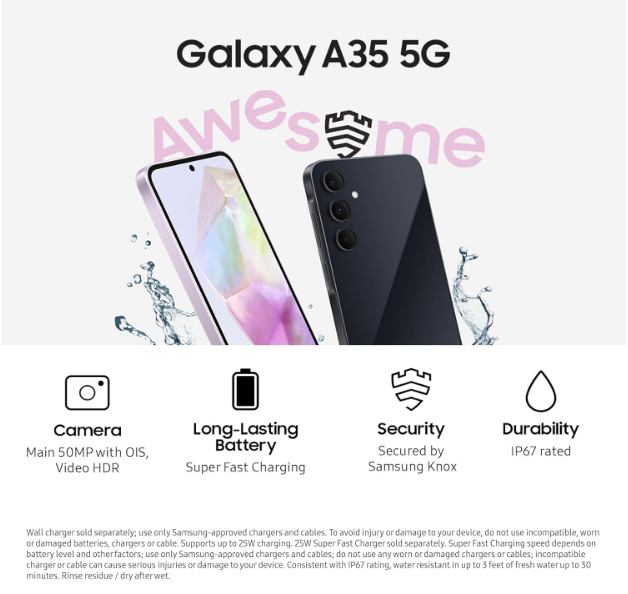 Galaxy A35 5G
Awesome
Camera
Main 50MP with OIS,
Video HDR
Long-Lasting
Battery
Super Fast Charging
Security
Secured by
Samsung Knox
Durability
IP67 rated
Wall charger sold separately; use only Samsung-approved chargers and cables. To avoid injury or damage to your device, do not use incompatible, worn
or damaged batteries, chargers or cable. Supports up to 25W charging. 25W Super Fast Charger sold separately. Super Fast Charging speed depends on
battery level and other factors; use only Samsung-approved chargers and cables; do not use any worn or damaged chargers or cables; incompatible
charger or cable can cause serious injuries or damage to your device. Consistent with IP67 rating, water resistant in up to 3 feet of fresh water up to 30
minutes. Rinse residue / dry after wet.